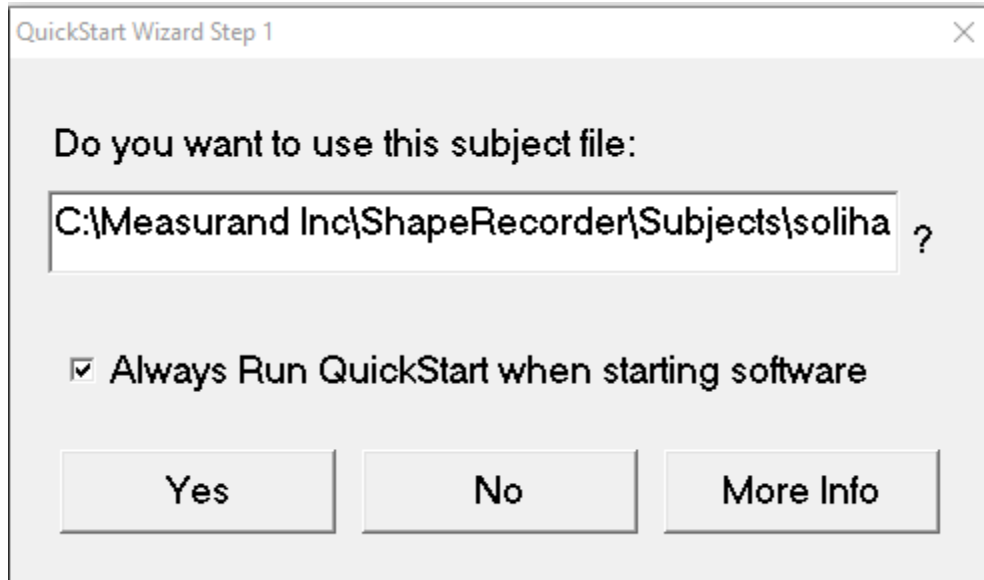 QuickStart Wizard Step 1
Do you want to use this subject file:
C:\Measurand Inc\ShapeRecorder\Subjects\soliha
?
Always Run QuickStart when starting software
Yes
No
More Info